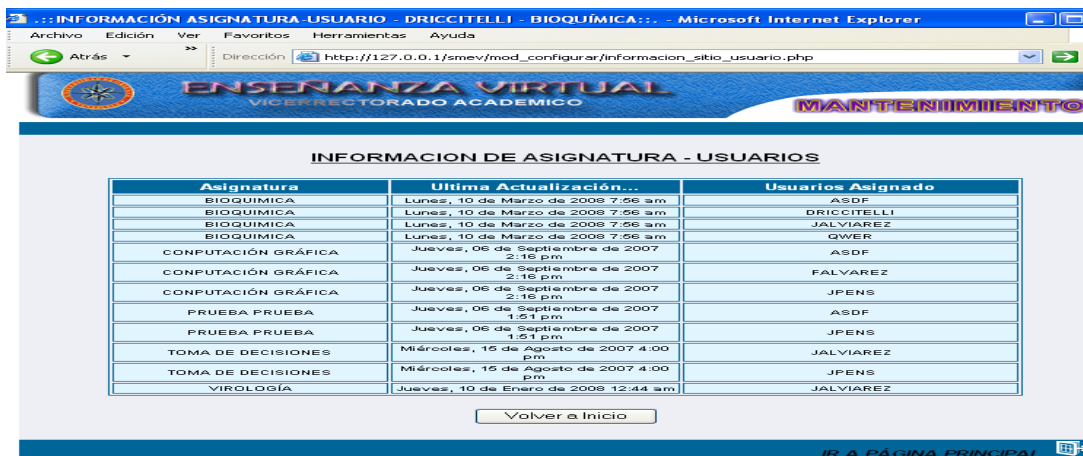 .::INFORMACIÓN ASIGNATURA-USUARIO - DRICCITELLI - BIOQUÍMICA::. - Microsoft Internet Explorer
Archivo Edición Ver Favoritos Herramientas Ayuda
Atrás » Dirección http://127.0.0.1/smev/mod_configurar/informacion_sitio_usuario.php
ENSEÑANZA VIRTUAL
VICERRECTORADO ACADEMICO
MANTENIMIENTO
INFORMACION DE ASIGNATURA - USUARIOS
Asignatura Ultima Actualización... Usuarios Asignado
BIOQUIMICA Lunes, 10 de Marzo de 2008 7:56 am ASDF
BIOQUIMICA Lunes, 10 de Marzo de 2008 7:56 am DRICCITELLI
BIOQUIMICA Lunes, 10 de Marzo de 2008 7:56 am JALVIAREZ
BIOQUIMICA Lunes, 10 de Marzo de 2008 7:56 am QWER
CONPUTACIÓN GRÁFICA Jueves, 06 de Septiembre de 2007 2:16 pm ASDF
CONPUTACIÓN GRÁFICA Jueves, 06 de Septiembre de 2007 2:16 pm FALVAREZ
CONPUTACIÓN GRÁFICA Jueves, 06 de Septiembre de 2007 2:16 pm JPENS
PRUEBA PRUEBA Jueves, 06 de Septiembre de 2007 1:51 pm ASDF
PRUEBA PRUEBA Jueves, 06 de Septiembre de 2007 1:51 pm JPENS
TOMA DE DECISIONES Miércoles, 15 de Agosto de 2007 4:00 pm JALVIAREZ
TOMA DE DECISIONES Miércoles, 15 de Agosto de 2007 4:00 pm JPENS
VIROLOGÍA Jueves, 10 de Enero de 2008 12:44 am JALVIAREZ
Volver a Inicio
IR A PÁGINA PRINCIPAL